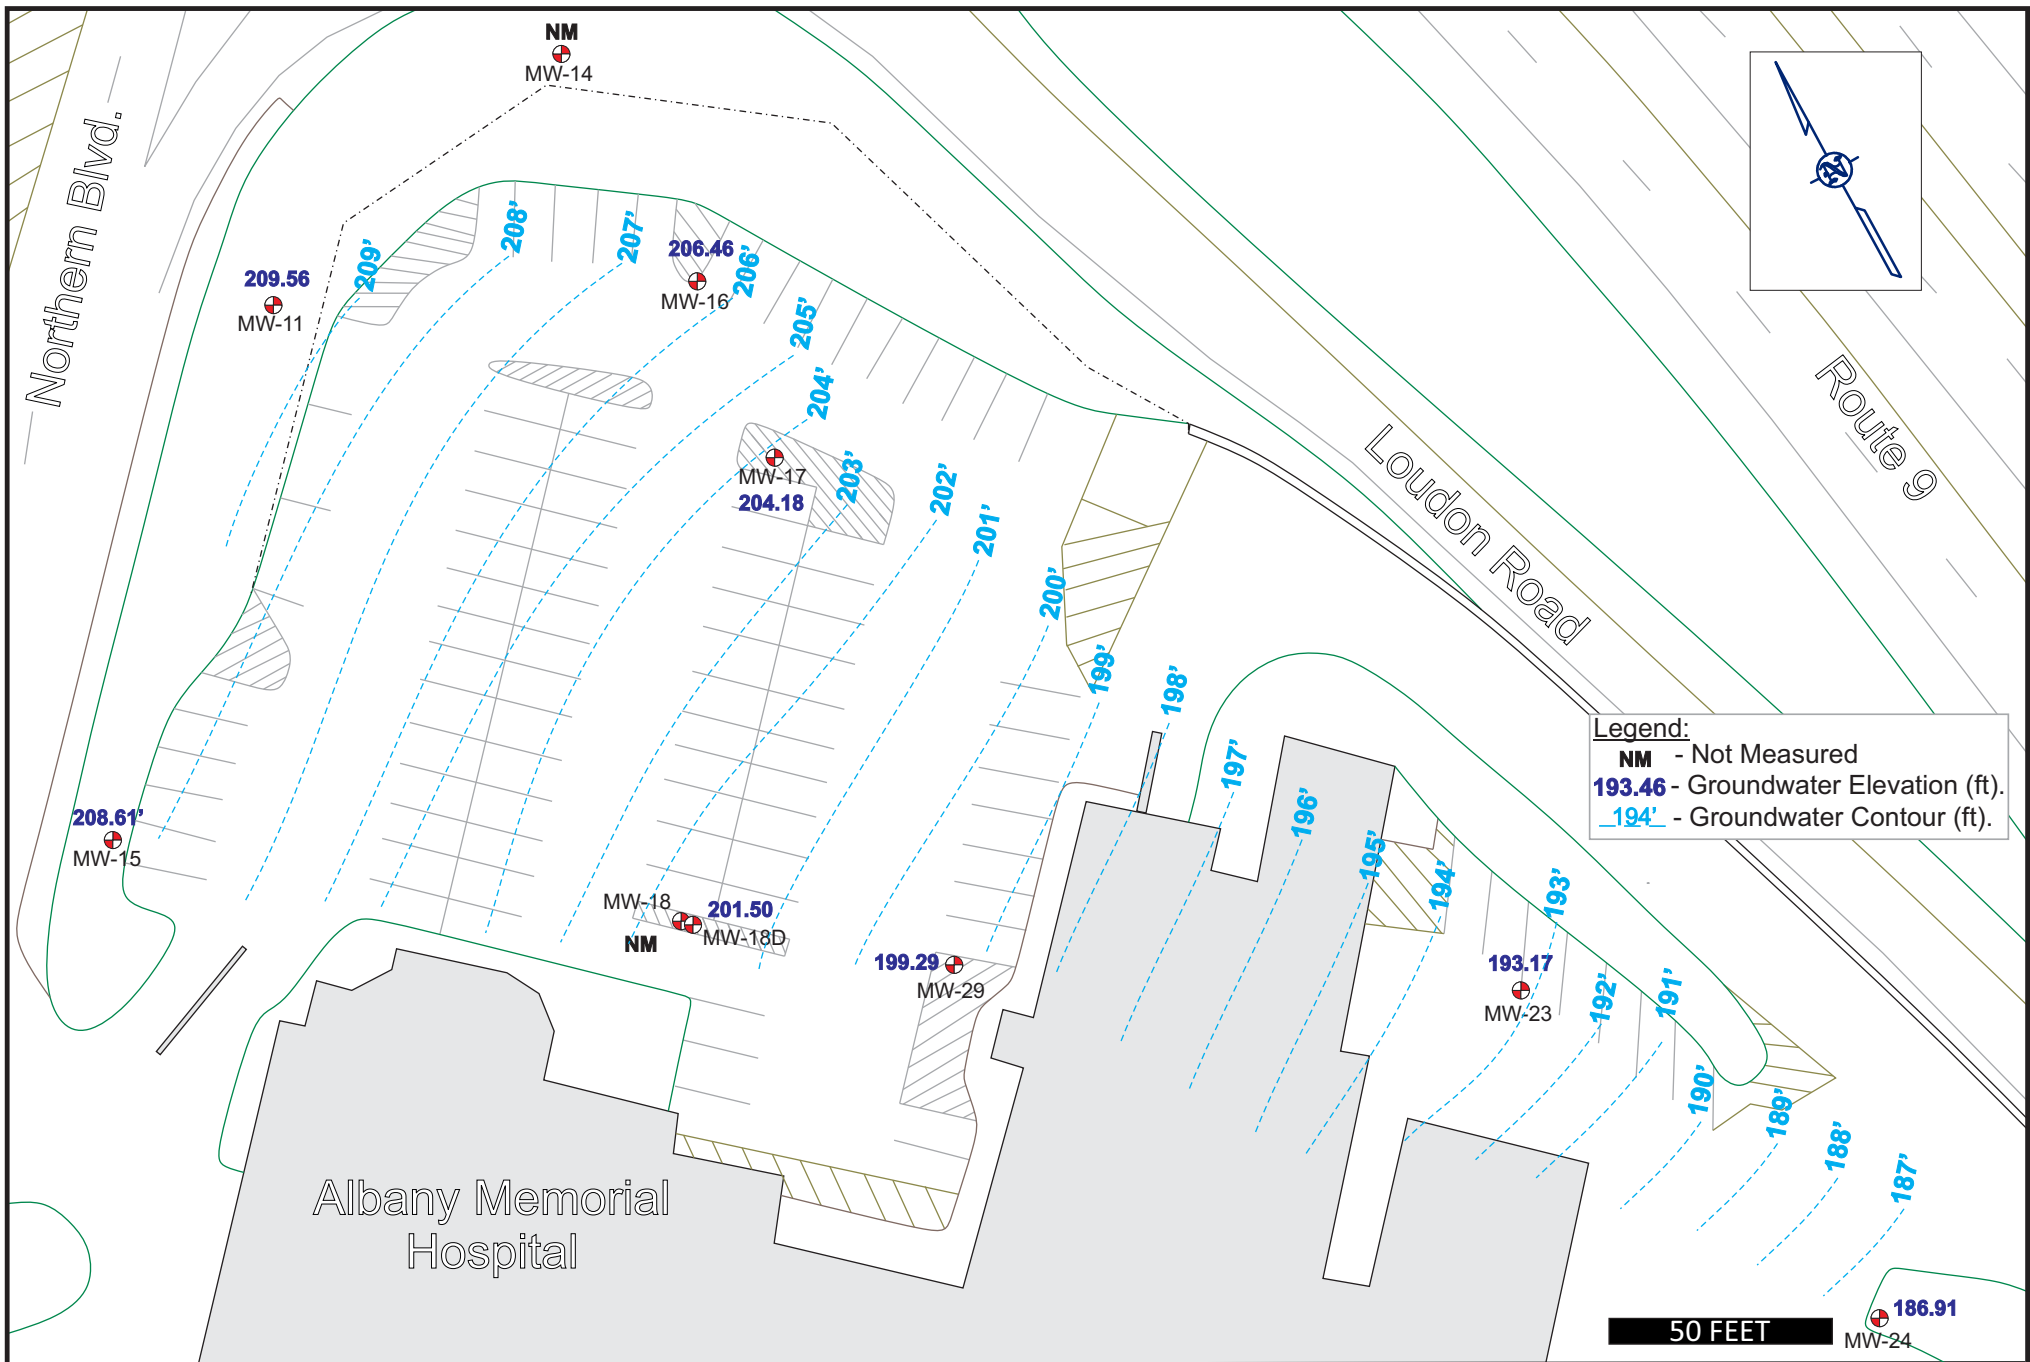 NM
MW-14
Northern Blvd.
N
209'
208'
207'
206.46
206'
MW-16
209.56
MW-11
205'
204'
MW-17
204.18
203'
202'
201'
200'
199'
198'
197'
196'
195'
194'
193'
192'
191'
190'
189'
188'
187'
Loudon Road
Route 9
Legend:
NM - Not Measured
193.46 - Groundwater Elevation (ft).
194' - Groundwater Contour (ft).
208.61'
MW-15
MW-18
201.50
NM
MW-18D
199.29
MW-29
193.17
MW-23
Albany Memorial
Hospital
186.91
MW-24
50 FEET